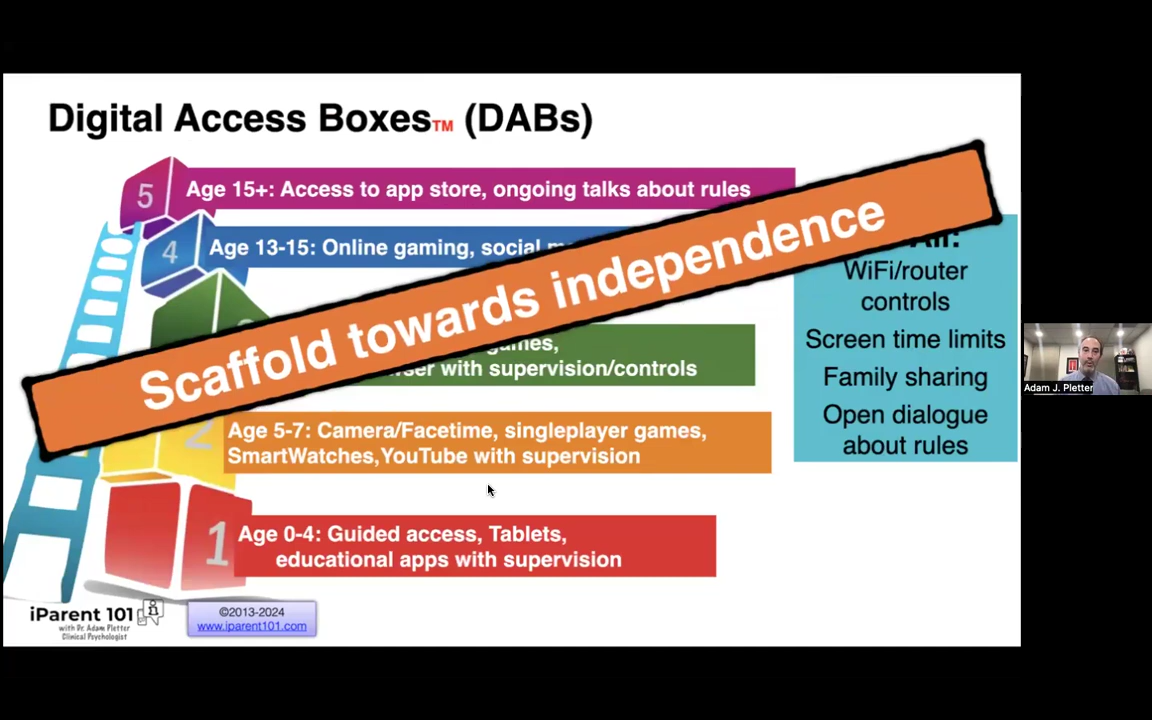 Digital Access Boxes™ (DABs)
5 Age 15+: Access to app store, ongoing talks about rules
4 Age 13-15: Online gaming, social
Scaffold towards independence
games,
with supervision/controls
2 Age 5-7: Camera/Facetime, singleplayer games,
SmartWatches,YouTube with supervision
1 Age 0-4: Guided access, Tablets,
educational apps with supervision
All:
WiFi/router
controls
Screen time limits
Family sharing
Open dialogue
about rules
iParent 101
with Dr. Adam Pletter
Clinical Psychologist
©2013-2024
www.iparent101.com
Adam J. Pletter